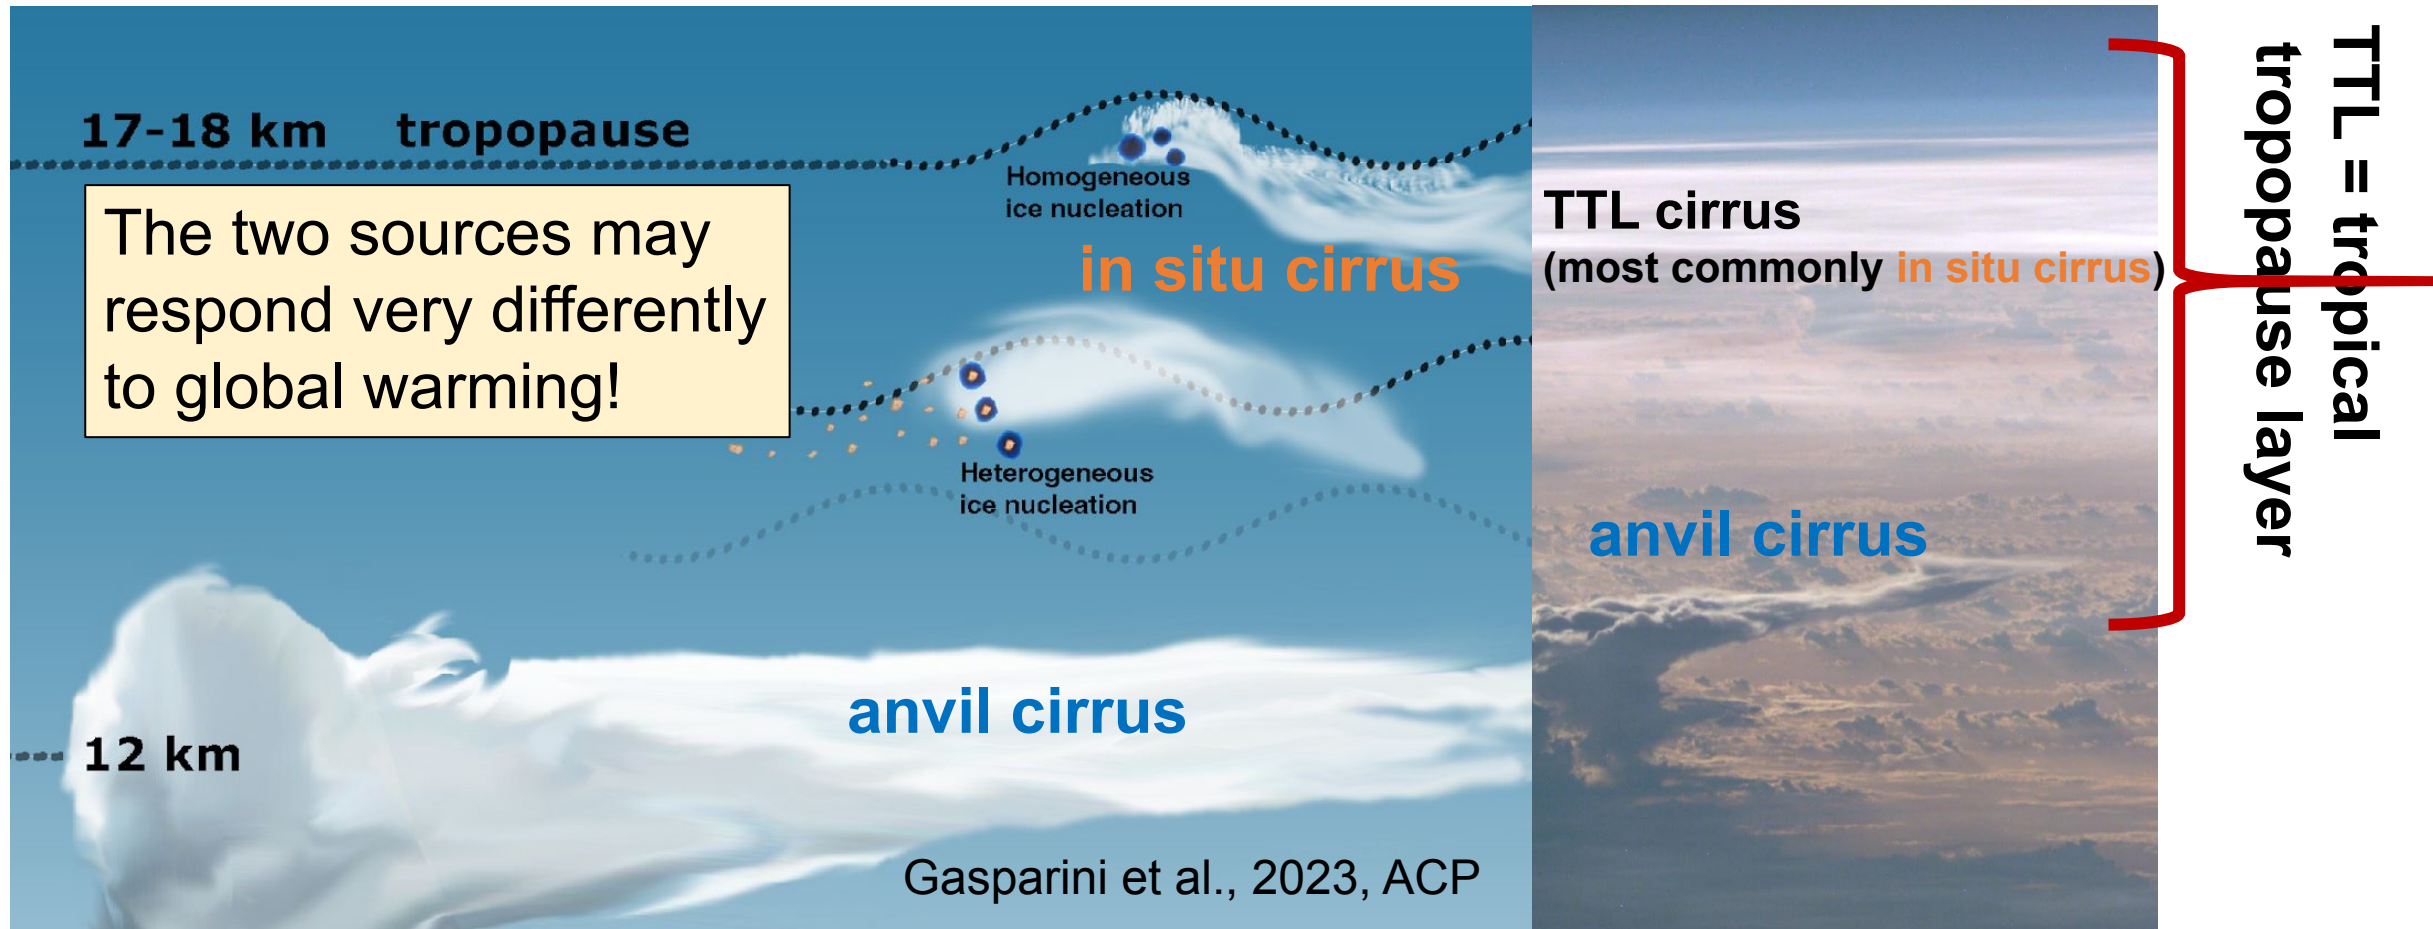 17-18 km tropopause
The two sources may
respond very differently
to global warming!
Homogeneous
ice nucleation
in situ cirrus
Heterogeneous
ice nucleation
anvil cirrus
12 km
Gasparini et al., 2023, ACP
TTL cirrus
(most commonly in situ cirrus)
anvil cirrus
TTL = tropical
tropopause layer